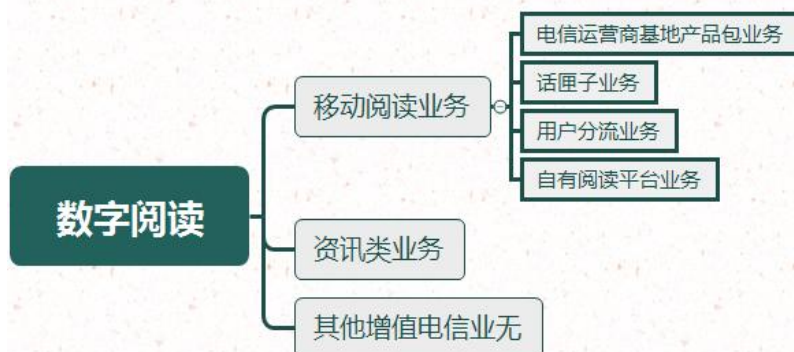 数字阅读
移动阅读业务
电信运营商基地产品包业务
话匣子业务
用户分流业务
自有阅读平台业务
资讯类业务
其他增值电信业无